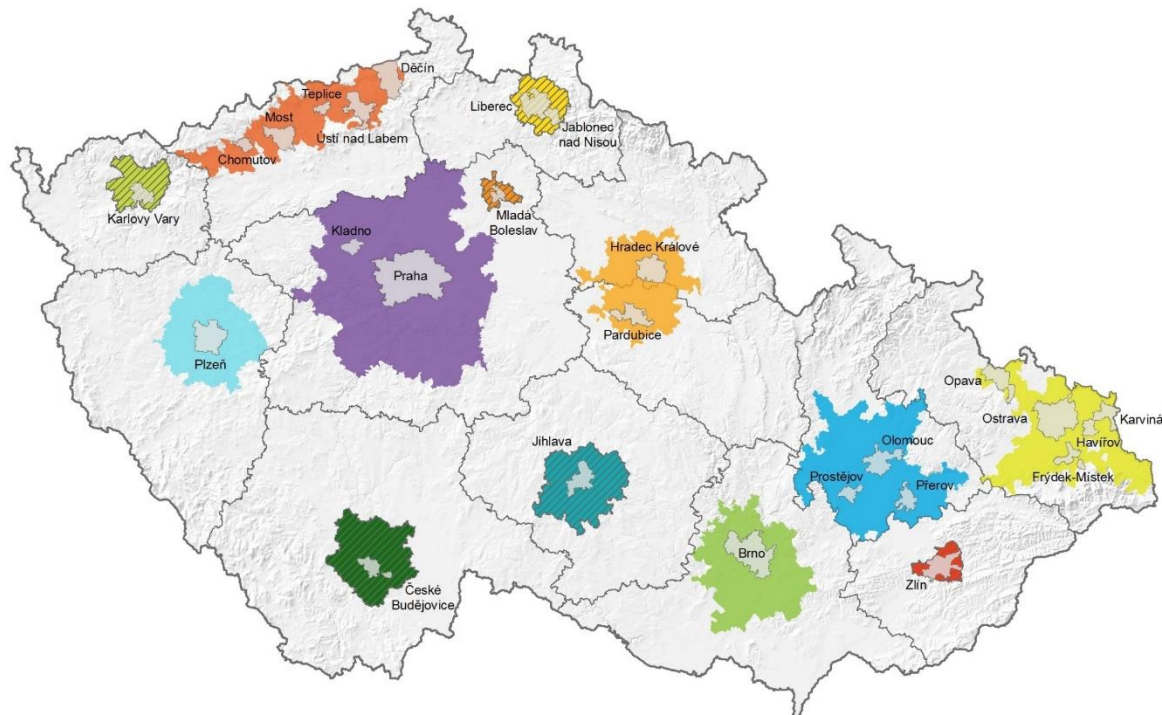 Děčín
Teplice
Most
Ústí nad Labem
Chomutov
Liberec
Jablonec
nad Nisou
Karlovy Vary
Mladá
Boleslav
Kladno
Praha
Hradec Králové
Pardubice
Plzeň
Opava
Ostrava
Karviná
Havířov
Frýdek-Místek
Olomouc
Prostějov
Přerov
Jihlava
Brno
Zlín
České
Budějovice